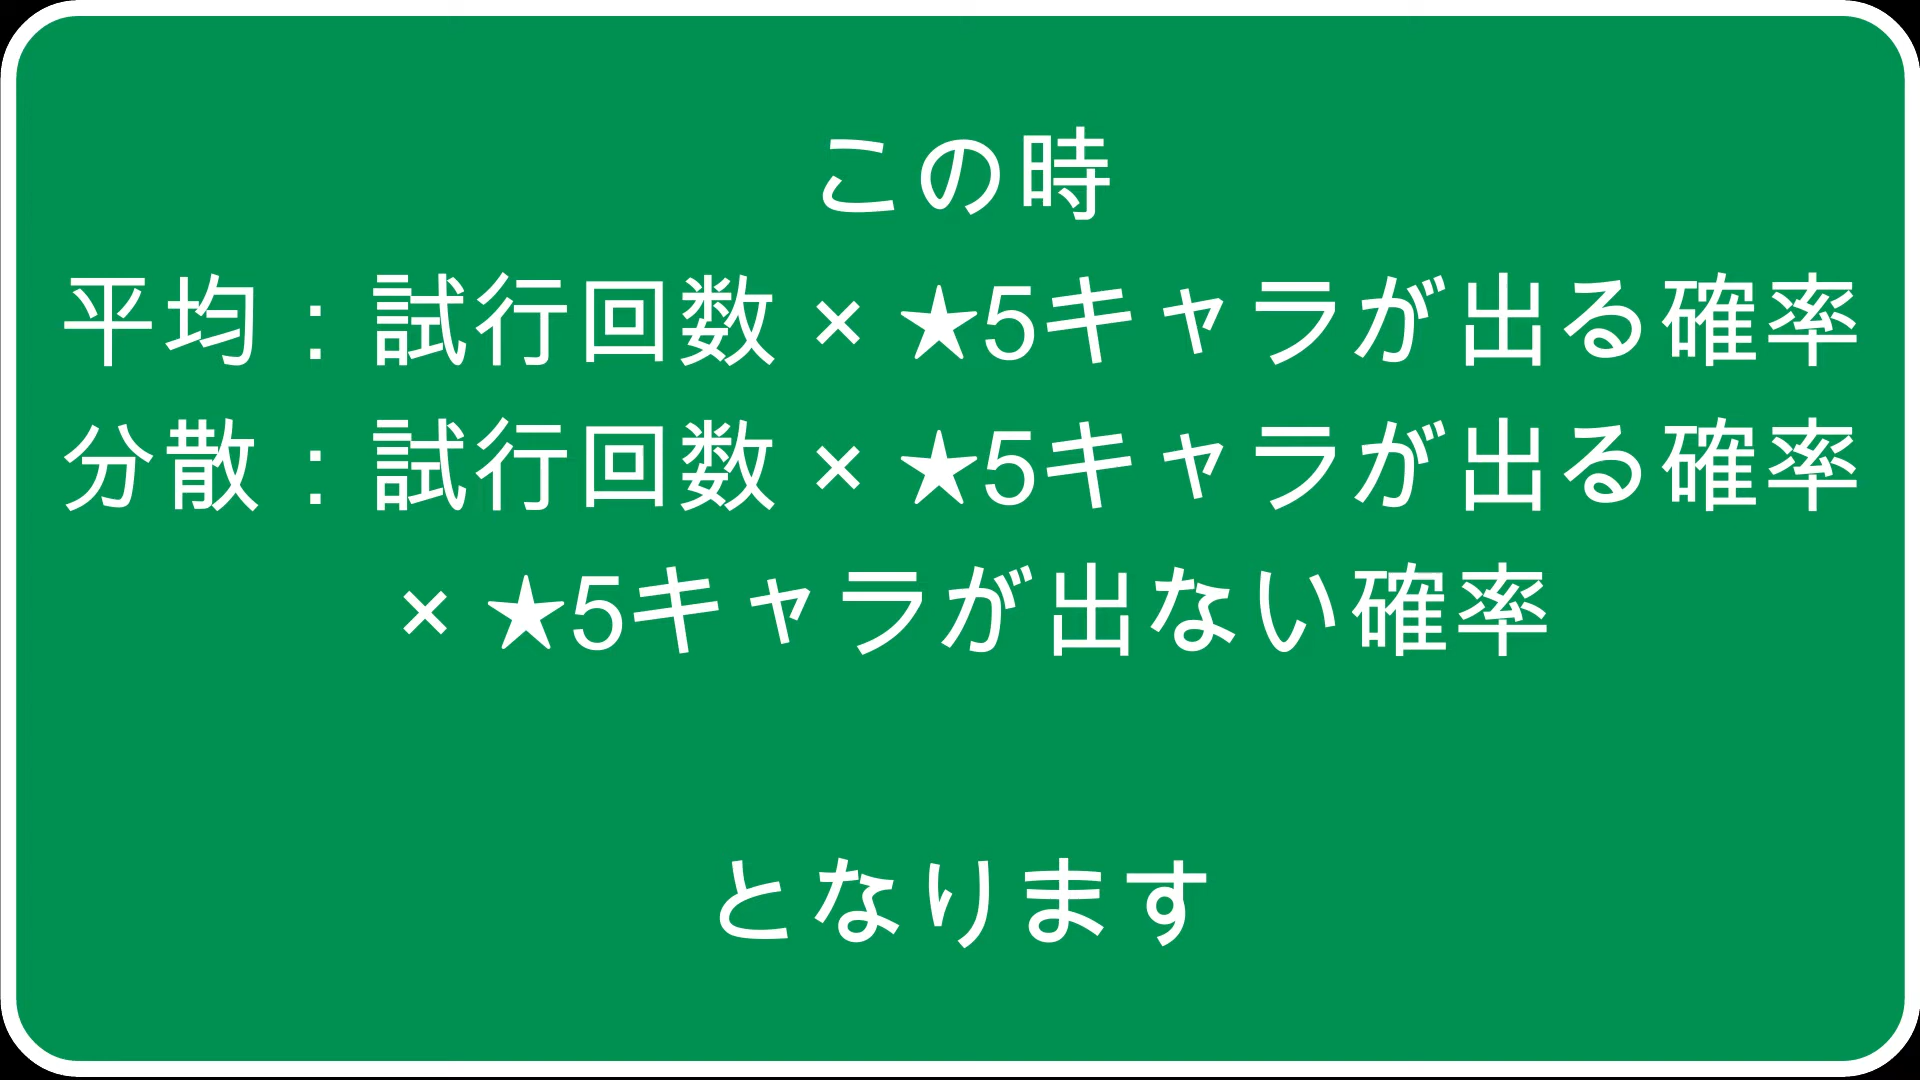 この時
平均：試行回数 × ★5キャラが出る確率
分散：試行回数 × ★5キャラが出る確率
× ★5キャラが出ない確率
となります